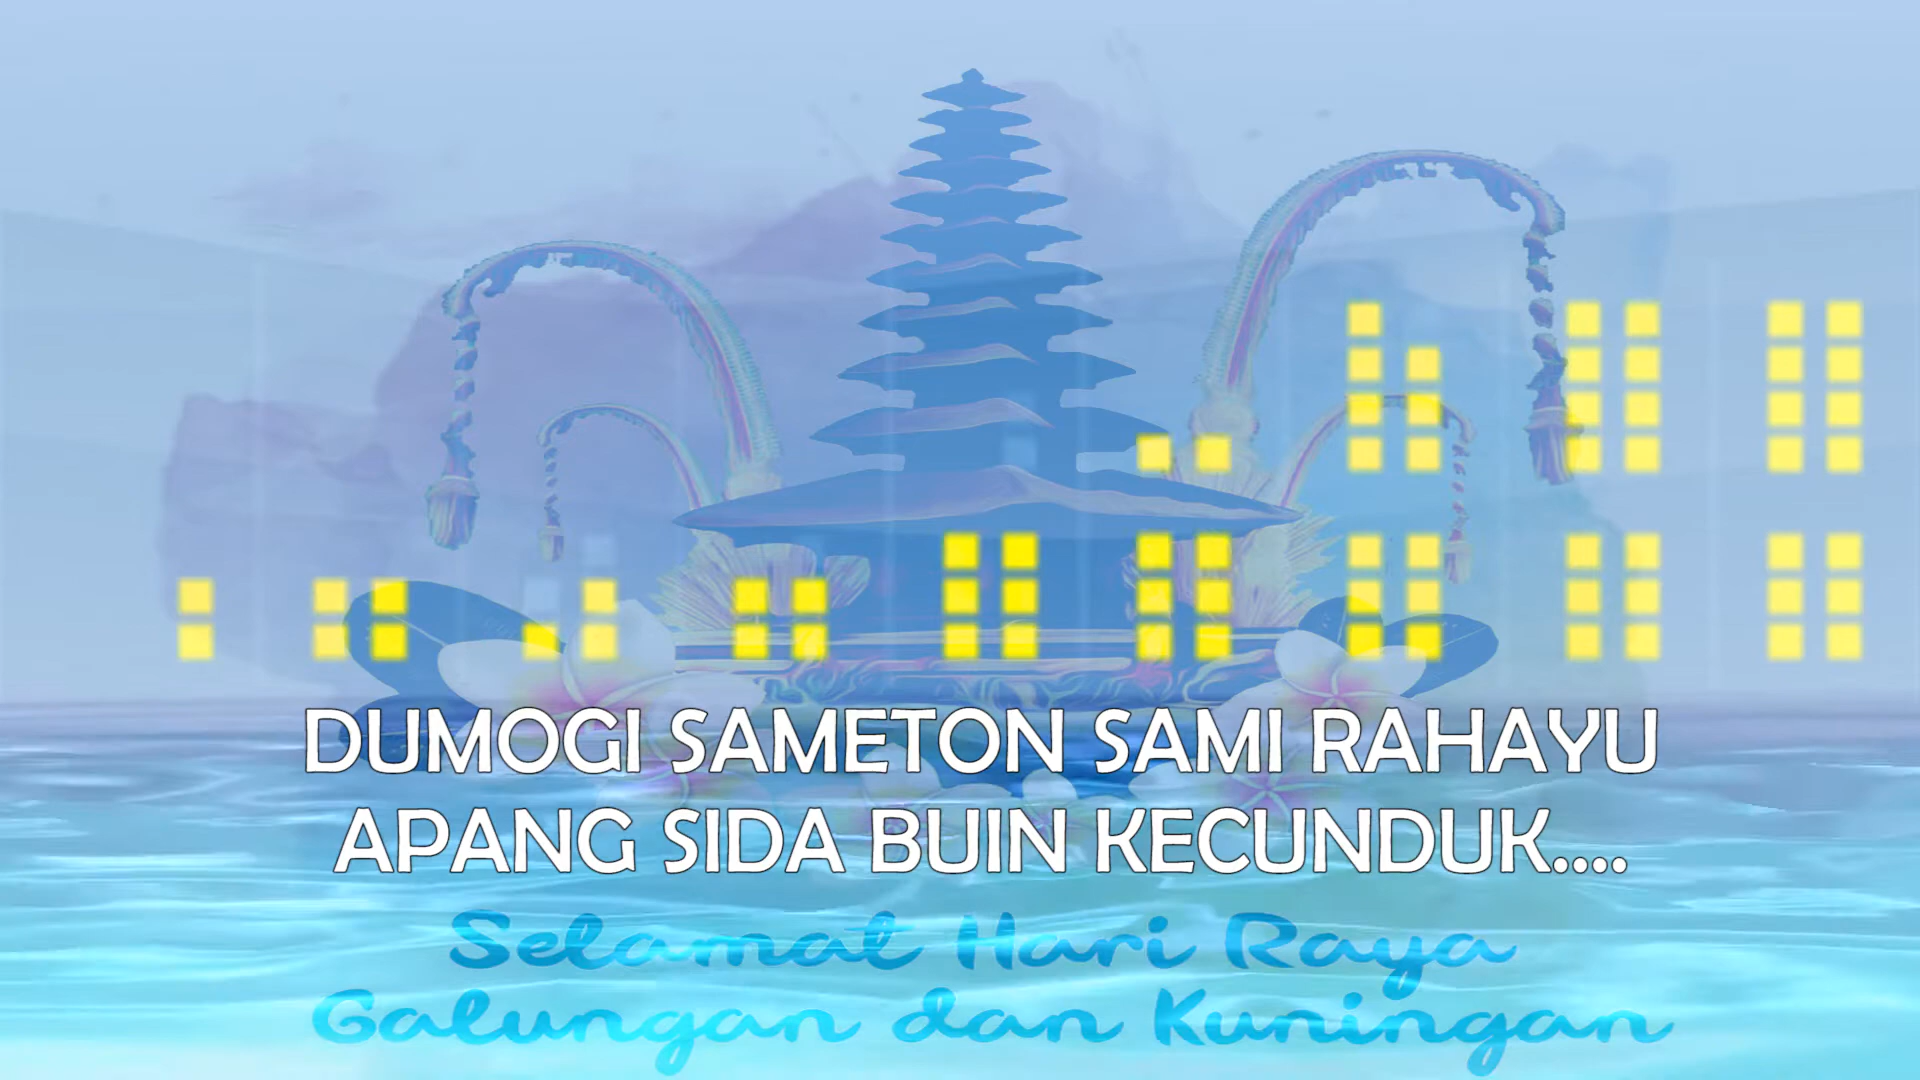 DUMOGI SAMETON SAMI RAHAYU
APANG SIDA BUIN KECUNDUK....
Selamat Hari Raya
Galungan dan Kuningan